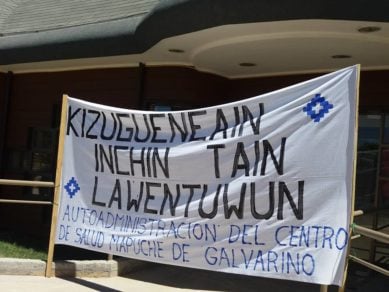 KIZUGUENEAIN
INCHIN TAIN
LAWENTUWUN
AUTOADMINISTRACION DEL CENTRO
DE SALUD MAPUCHE DE GALVARINO